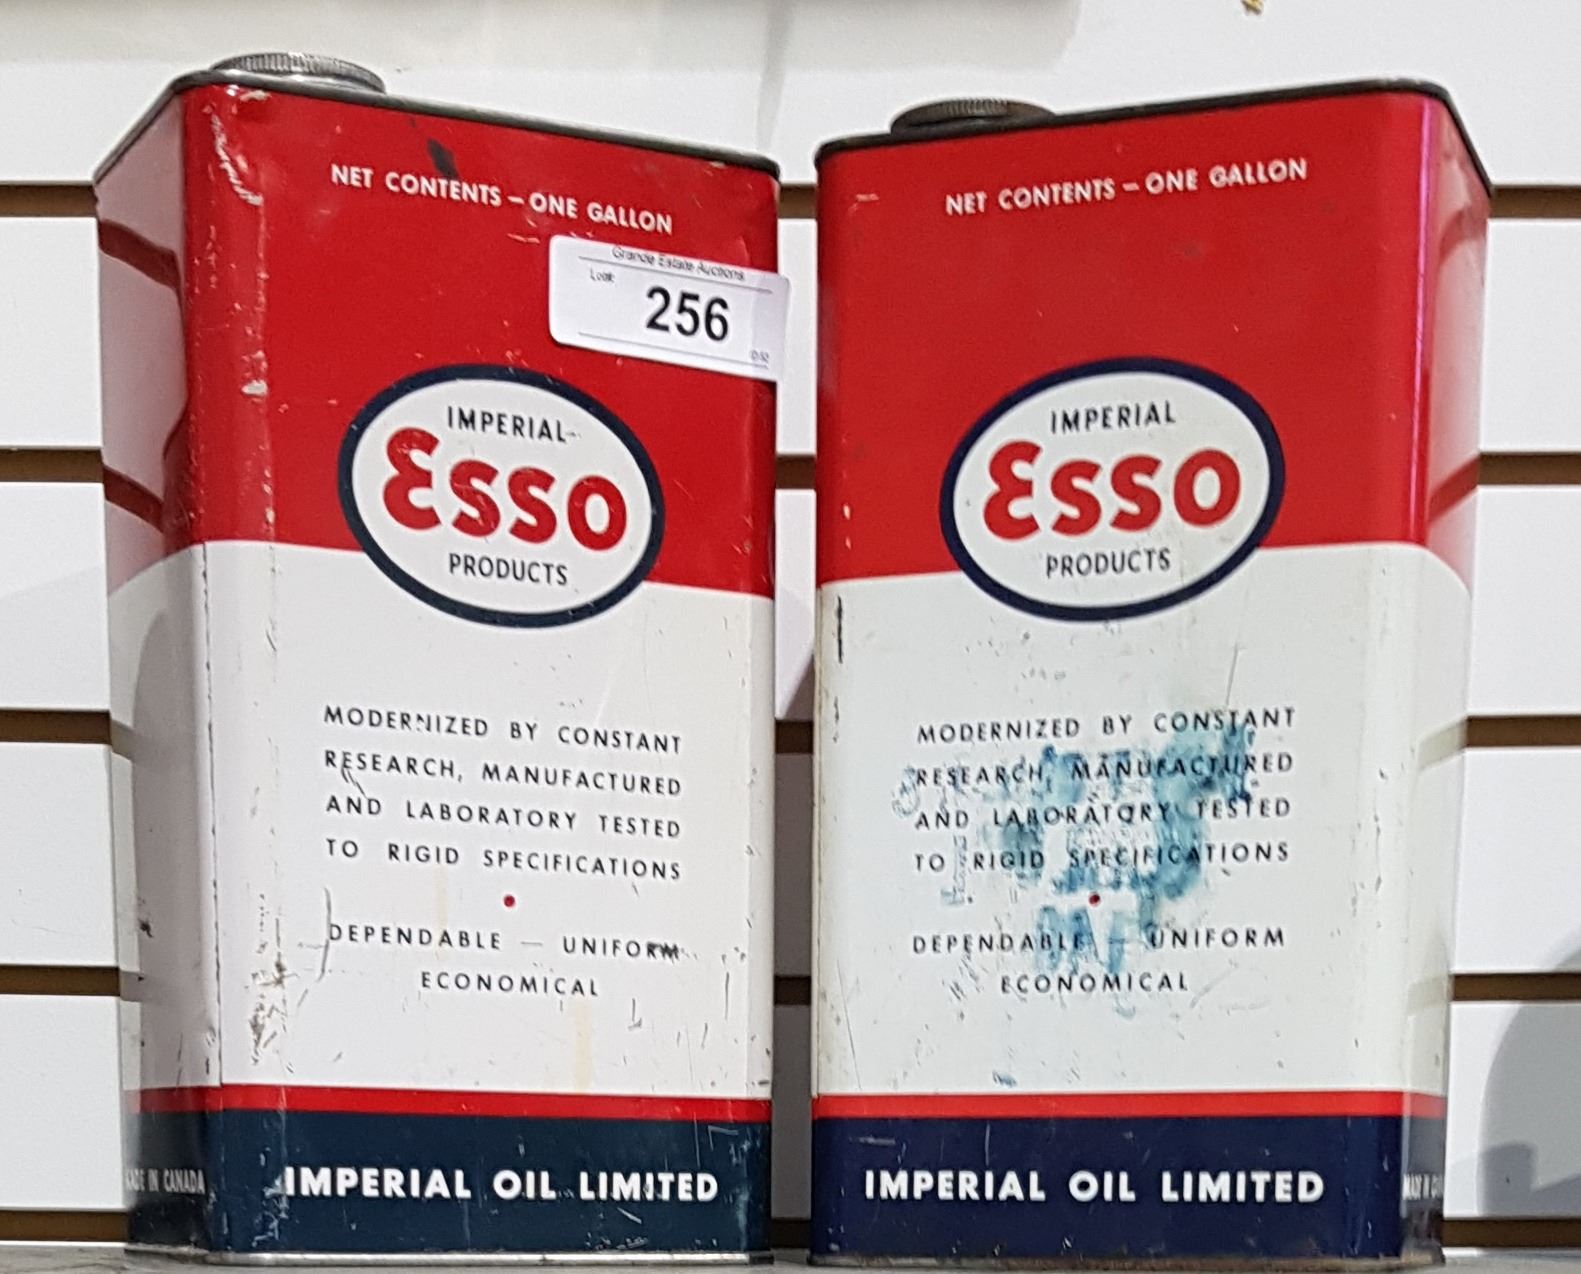 NET CONTENTS — ONE GALLON
Grande Estate Auctions
256
IMPERIAL
Esso
PRODUCTS
MODERNIZED BY CONSTANT
RESEARCH, MANUFACTURED
AND LABORATORY TESTED
TO RIGID SPECIFICATIONS
DEPENDABLE — UNIFORM
ECONOMICAL
IN CANADA
IMPERIAL OIL LIMITED
NET CONTENTS — ONE GALLON
IMPERIAL
Esso
PRODUCTS
MODERNIZED BY CONSTANT
RESEARCH, MANUFACTURED
AND LABORATORY TESTED
TO RIGID SPECIFICATIONS
DEPENDABLE — UNIFORM
ECONOMICAL
IMPERIAL OIL LIMITED